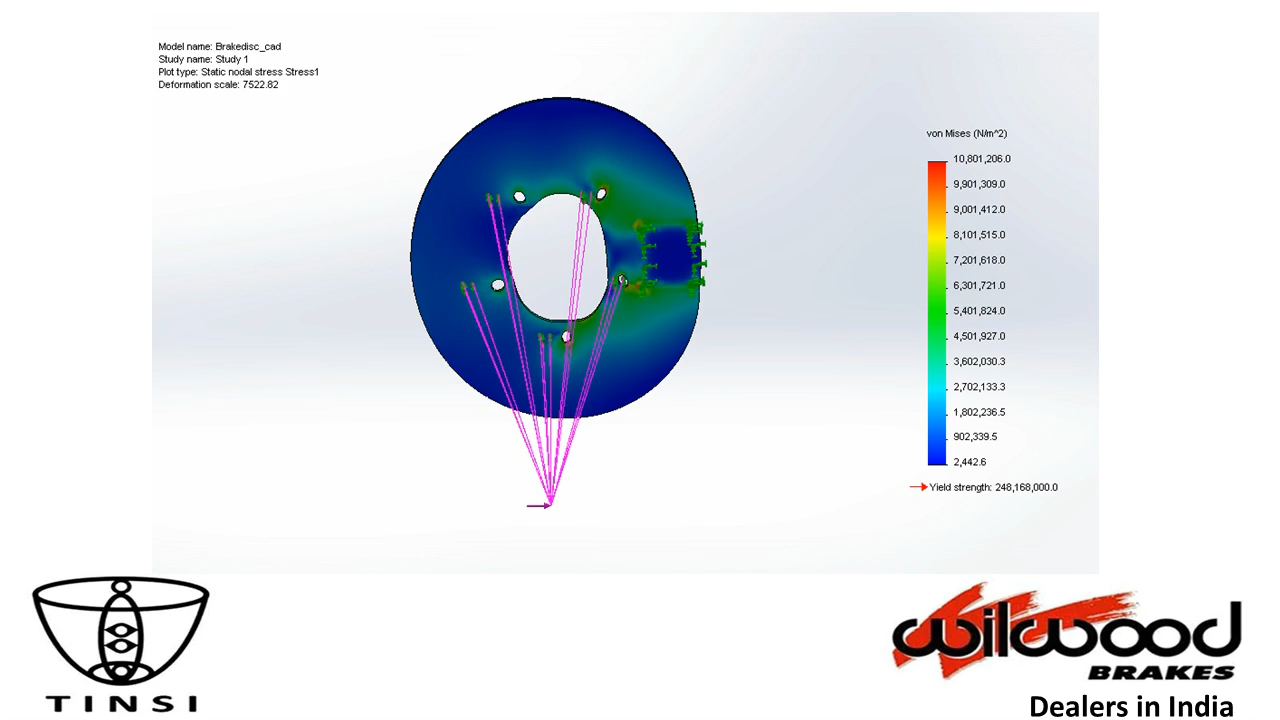 Model name: Brakedisc_cad
Study name: Study 1
Plot type: Static nodal stress Stress1
Deformation scale: 7522.82
von Mises (N/m^2)
10,801,206.0
9,901,309.0
9,001,412.0
8,101,515.0
7,201,618.0
6,301,721.0
5,401,824.0
4,501,927.0
3,602,030.3
2,702,133.3
1,802,236.5
902,339.5
2,442.6
Yield strength: 248,168,000.0
TINSI
wilwood
BRAKES
Dealers in India